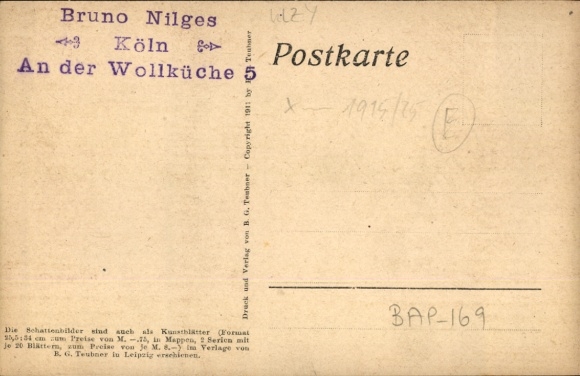 Bruno Nilges
Köln
An der Wollküche 5
Postkarte
X — 1915/25
E
Druck und Verlag von B. G. Teubner — Copyright 1911 by B. G. Teubner
BAP-169
Die Schattenbilder sind auch als Kunstblätter (Format
25,5:34 cm zum Preise von M. —.75, in Mappen, 2 Serien mit
je 20 Blättern, zum Preise von je M. 8.—) im Verlage von
B. G. Teubner in Leipzig erschienen.